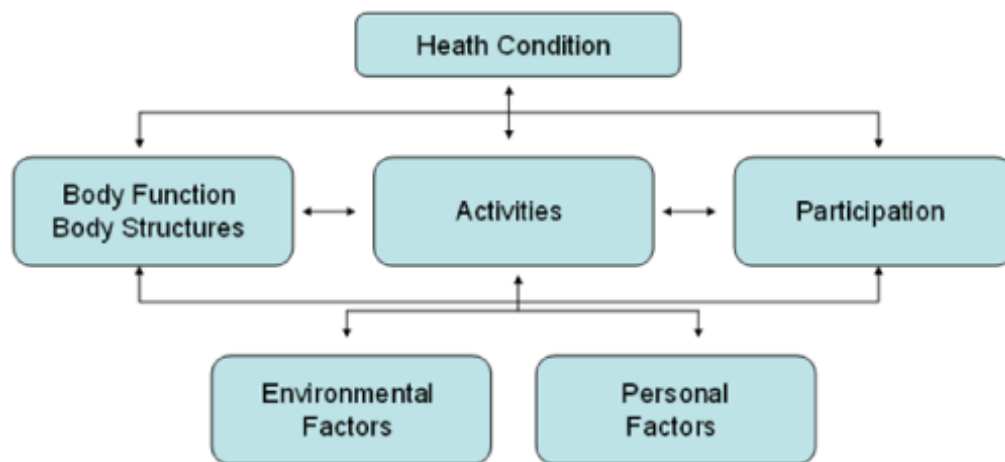 Heath Condition
Body Function
Body Structures
Activities
Participation
Environmental
Factors
Personal
Factors